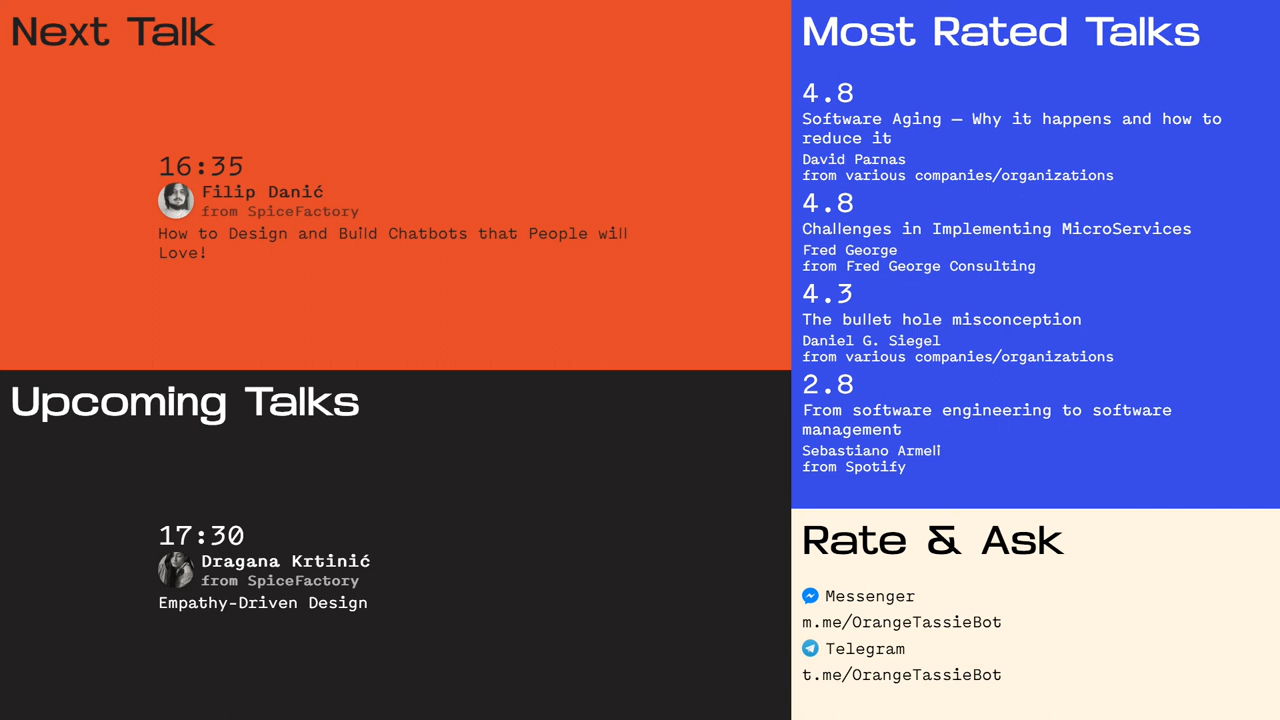 Next Talk
16:35
Filip Danić
from SpiceFactory
How to Design and Build Chatbots that People will
Love!
Upcoming Talks
17:30
Dragana Krtinić
from SpiceFactory
Empathy-Driven Design
Most Rated Talks
4.8
Software Aging — Why it happens and how to
reduce it
David Parnas
from various companies/organizations
4.8
Challenges in Implementing MicroServices
Fred George
from Fred George Consulting
4.3
The bullet hole misconception
Daniel G. Siegel
from various companies/organizations
2.8
From software engineering to software
management
Sebastiano Armeli
from Spotify
Rate & Ask
Messenger
m.me/OrangeTassieBot
Telegram
t.me/OrangeTassieBot